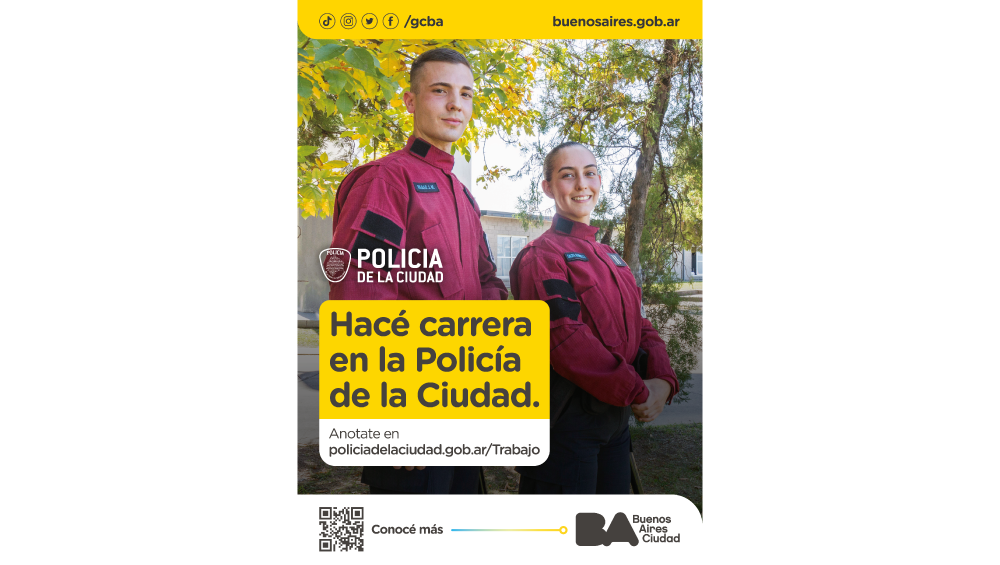 /gcba
buenosaires.gob.ar
POLICIA
POLICIA
DE LA CIUDAD
Hacé carrera
en la Policía
de la Ciudad.
Anotate en
policiadelaciudad.gob.ar/Trabajo
Conocé más
BA
Buenos
Aires
Ciudad